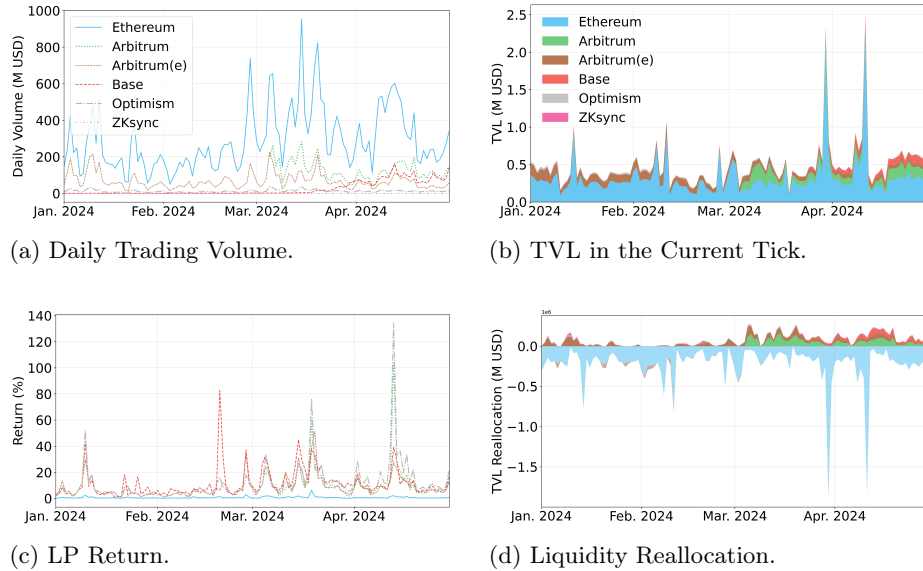 1000
800
600
400
200
0
Daily Volume (M USD)
Ethereum
Arbitrum
Arbitrum(e)
Base
Optimism
ZKsync
Jan. 2024
Feb. 2024
Mar. 2024
Apr. 2024
(a) Daily Trading Volume.
2.5
2.0
1.5
1.0
0.5
0.0
TVL (M USD)
Ethereum
Arbitrum
Arbitrum(e)
Base
Optimism
ZKsync
Jan. 2024
Feb. 2024
Mar. 2024
Apr. 2024
(b) TVL in the Current Tick.
140
120
100
80
60
40
20
0
Return (%)
Jan. 2024
Feb. 2024
Mar. 2024
Apr. 2024
(c) LP Return.
1e6
0.0
−0.5
−1.0
−1.5
TVL Reallocation (M USD)
Jan. 2024
Feb. 2024
Mar. 2024
Apr. 2024
(d) Liquidity Reallocation.